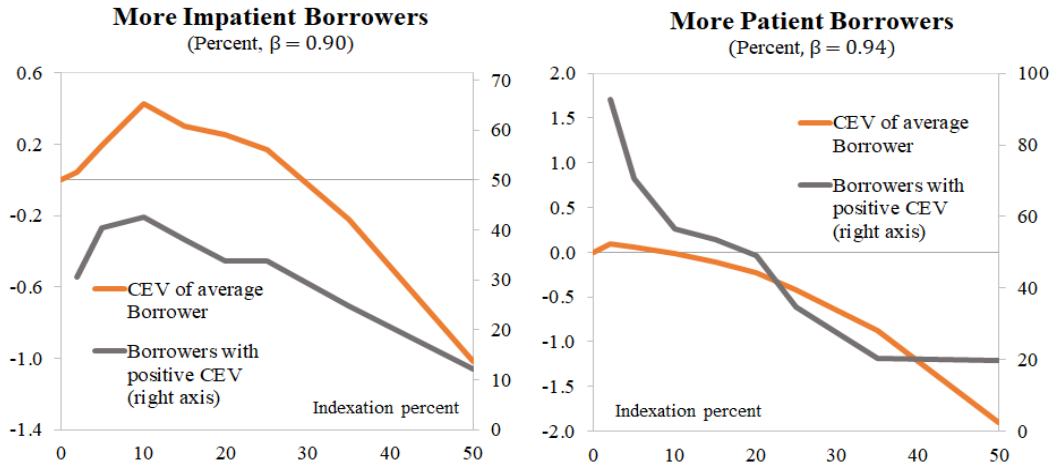 More Impatient Borrowers
(Percent, β = 0.90)
0.6
0.2
-0.2
-0.6
-1.0
-1.4
70
60
50
40
30
20
10
0
CEV of average
Borrower
Borrowers with
positive CEV
(right axis)
Indexation percent
0 10 20 30 40 50
More Patient Borrowers
(Percent, β = 0.94)
2.0
1.5
1.0
0.5
0.0
-0.5
-1.0
-1.5
-2.0
100
80
60
40
20
0
CEV of average
Borrower
Borrowers with
positive CEV
(right axis)
Indexation percent
0 10 20 30 40 50